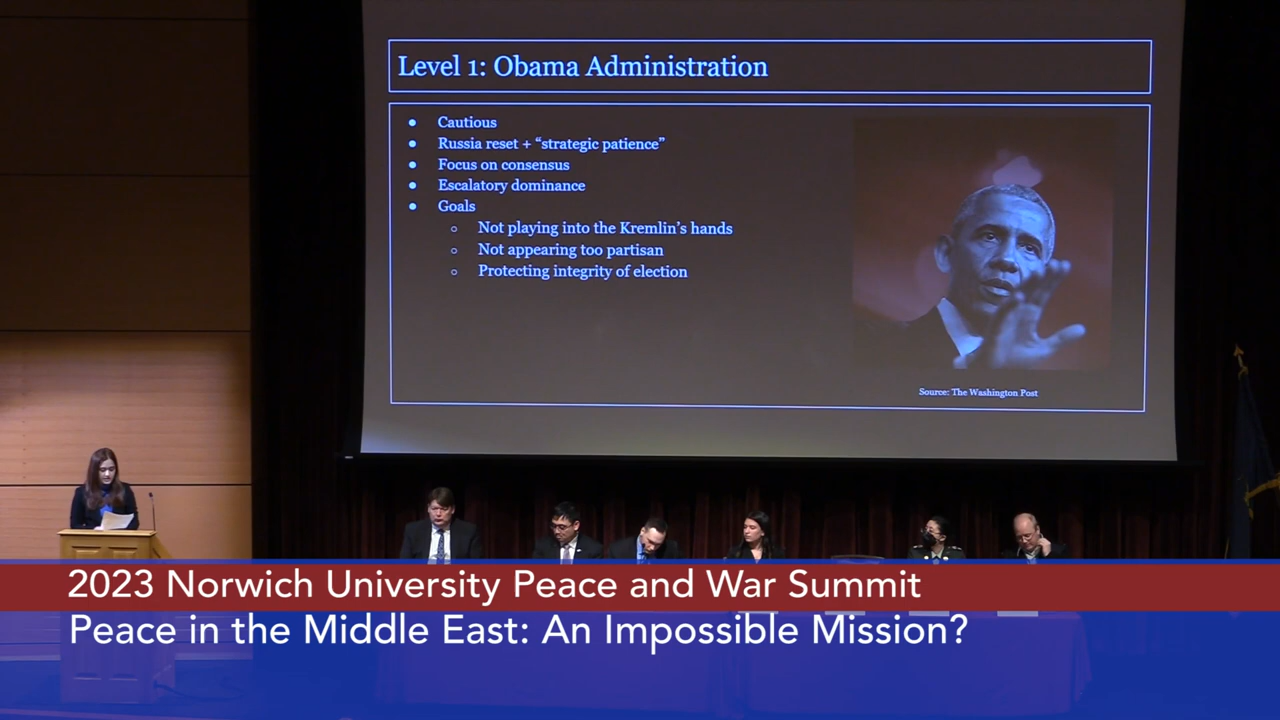 Level 1: Obama Administration
● Cautious
● Russia reset + “strategic patience”
● Focus on consensus
● Escalatory dominance
● Goals
○ Not playing into the Kremlin’s hands
○ Not appearing too partisan
○ Protecting integrity of election
Source: The Washington Post
2023 Norwich University Peace and War Summit
Peace in the Middle East: An Impossible Mission?